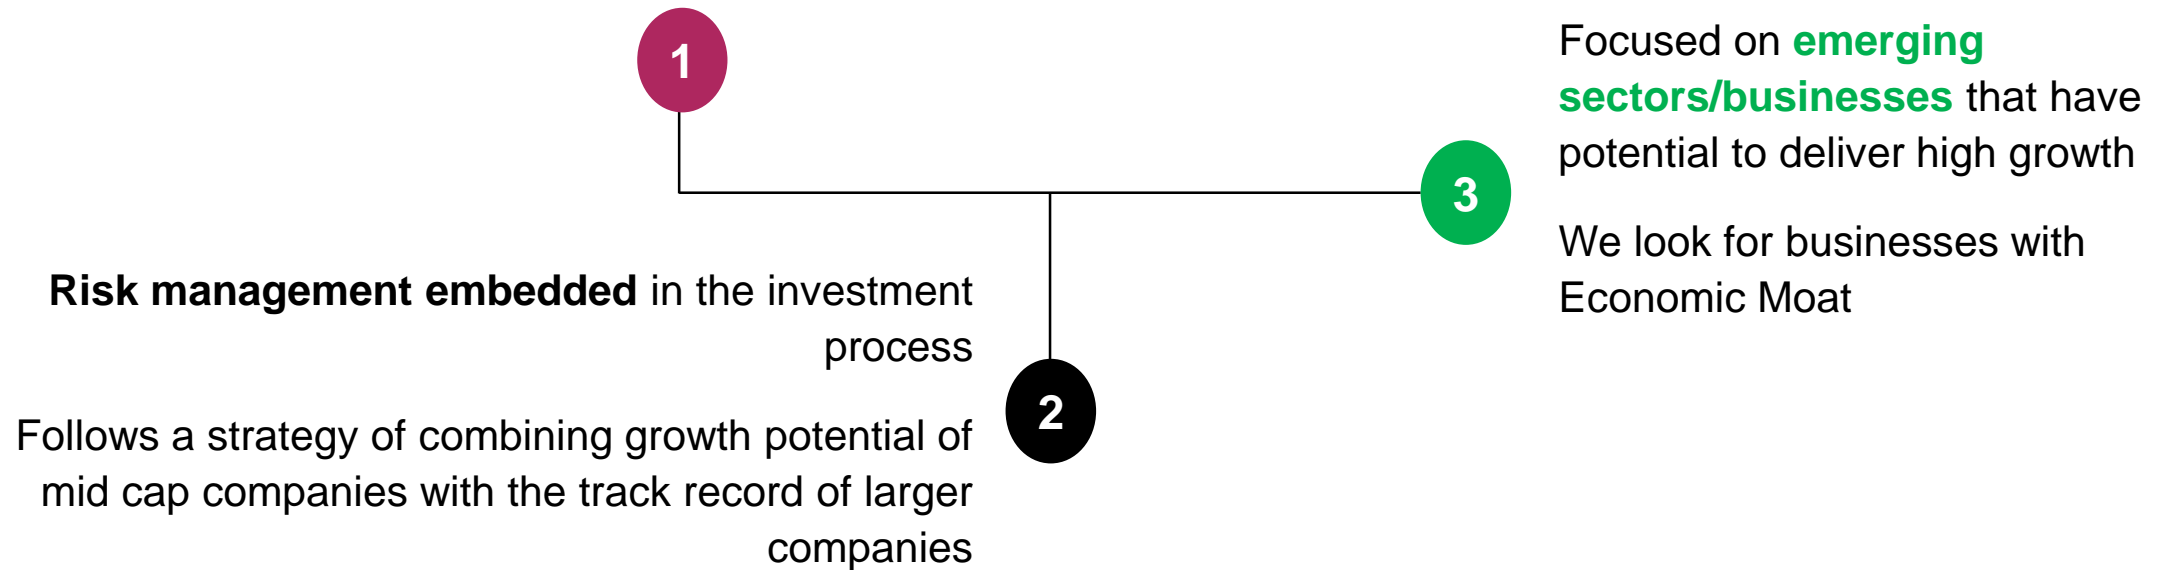 1
Risk management embedded in the investment
process
Follows a strategy of combining growth potential of
mid cap companies with the track record of larger
companies
2
3
Focused on emerging
sectors/businesses that have
potential to deliver high growth
We look for businesses with
Economic Moat